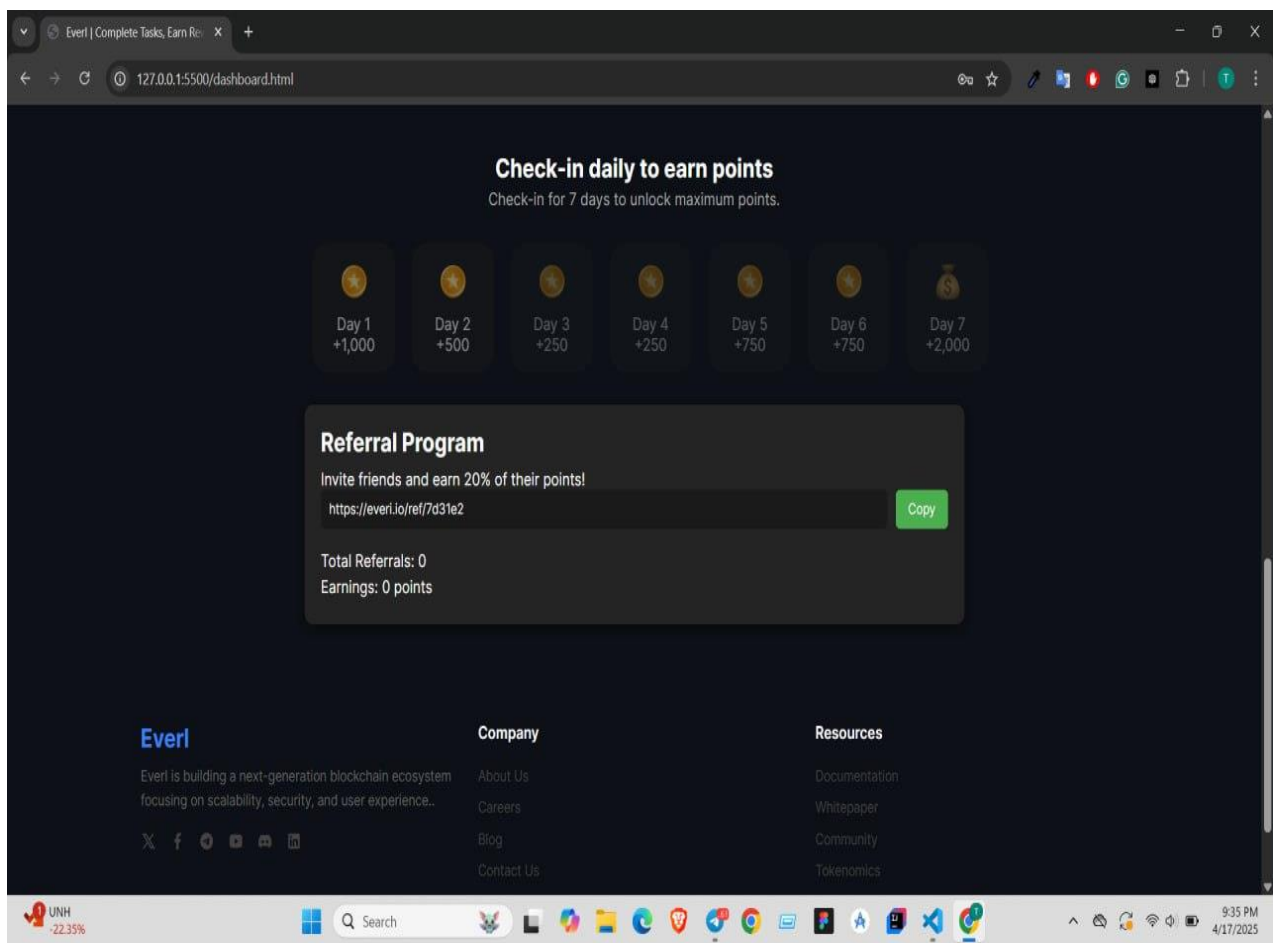 Everl | Complete Tasks, Earn Re
127.0.0.1:5500/dashboard.html
Check-in daily to earn points
Check-in for 7 days to unlock maximum points.
Day 1
+1,000
Day 2
+500
Day 3
+250
Day 4
+250
Day 5
+750
Day 6
+750
Day 7
+2,000
Referral Program
Invite friends and earn 20% of their points!
https://everl.io/ref/7d31e2
Copy
Total Referrals: 0
Earnings: 0 points
Everl
Everl is building a next-generation blockchain ecosystem
focusing on scalability, security, and user experience..
Company
About Us
Careers
Blog
Contact Us
Resources
Documentation
Whitepaper
Community
Tokenomics
UNH
-22.35%
Search
9:35 PM
4/17/2025